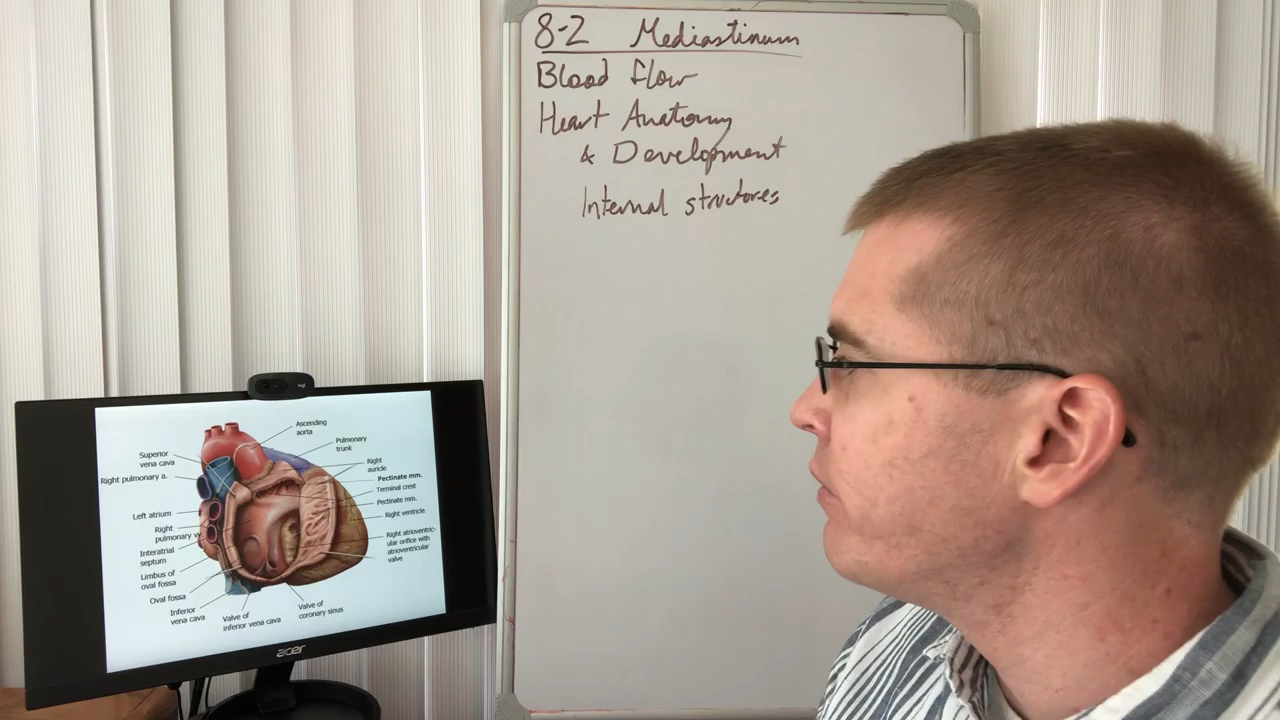 8-2 Mediastinum
Blood flow
Heart Anatomy
& Development
Internal structures
Ascending
aorta
Pulmonary
trunk
Superior
vena cava
Right
auricle
Right pulmonary a.
Pectinate mm.
Terminal crest
Pectinate mm.
Left atrium
Right ventricle
Right
pulmonary v
Interatrial
septum
Right atrioventric-
ular orifice with
atrioventricular
valve
Limbus of
oval fossa
Oval fossa
Inferior
vena cava
Valve of
inferior vena cava
Valve of
coronary sinus
acer
logi